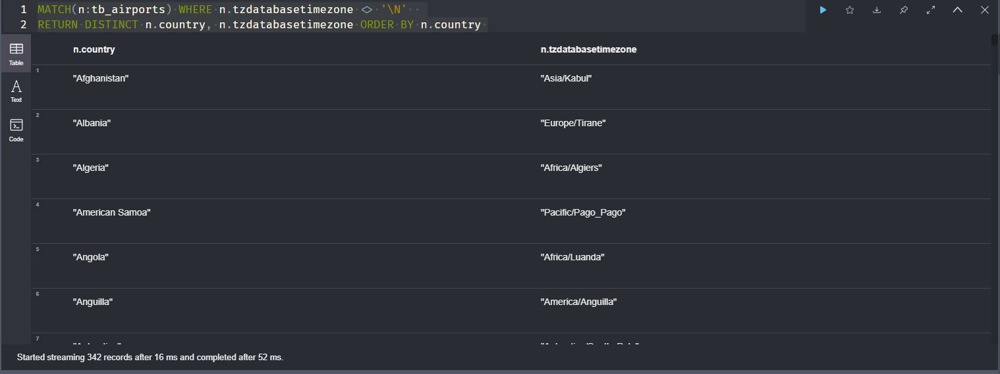 1 MATCH(n:tb_airports) WHERE n.tzdatabasetimezone <> '\N'
2 RETURN DISTINCT n.country, n.tzdatabasetimezone ORDER BY n.country
Table
Text
Code
n.country n.tzdatabasetimezone
1 "Afghanistan" "Asia/Kabul"
2 "Albania" "Europe/Tirane"
3 "Algeria" "Africa/Algiers"
4 "American Samoa" "Pacific/Pago_Pago"
5 "Angola" "Africa/Luanda"
6 "Anguilla" "America/Anguilla"
7
Started streaming 342 records after 16 ms and completed after 52 ms.